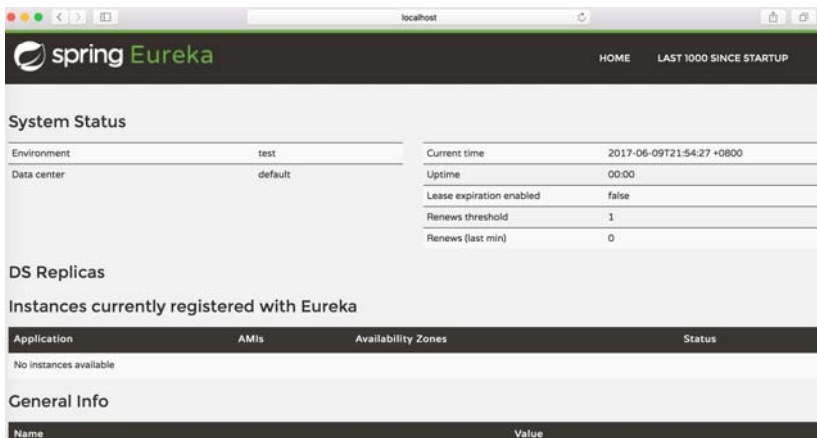 localhost
spring Eureka
HOME LAST 1000 SINCE STARTUP
System Status
Environment test
Data center default
Current time 2017-06-09T21:54:27 +0800
Uptime 00:00
Lease expiration enabled false
Renews threshold 1
Renews (last min) 0
DS Replicas
Instances currently registered with Eureka
Application AMIs Availability Zones Status
No instances available
General Info
Name Value